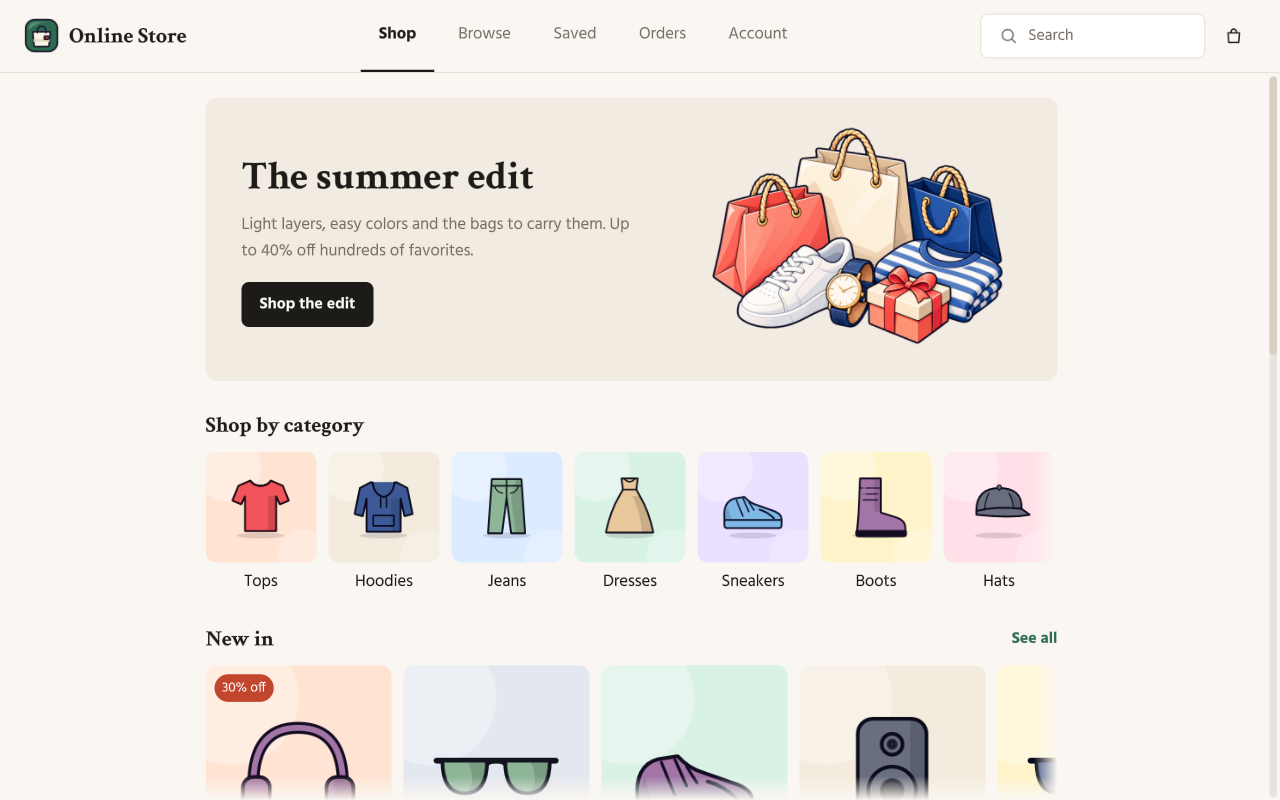 Online Store
Shop
Browse
Saved
Orders
Account
Search
The summer edit
Light layers, easy colors and the bags to carry them. Up
to 40% off hundreds of favorites.
Shop the edit
Shop by category
Tops
Hoodies
Jeans
Dresses
Sneakers
Boots
Hats
New in
See all
30% off